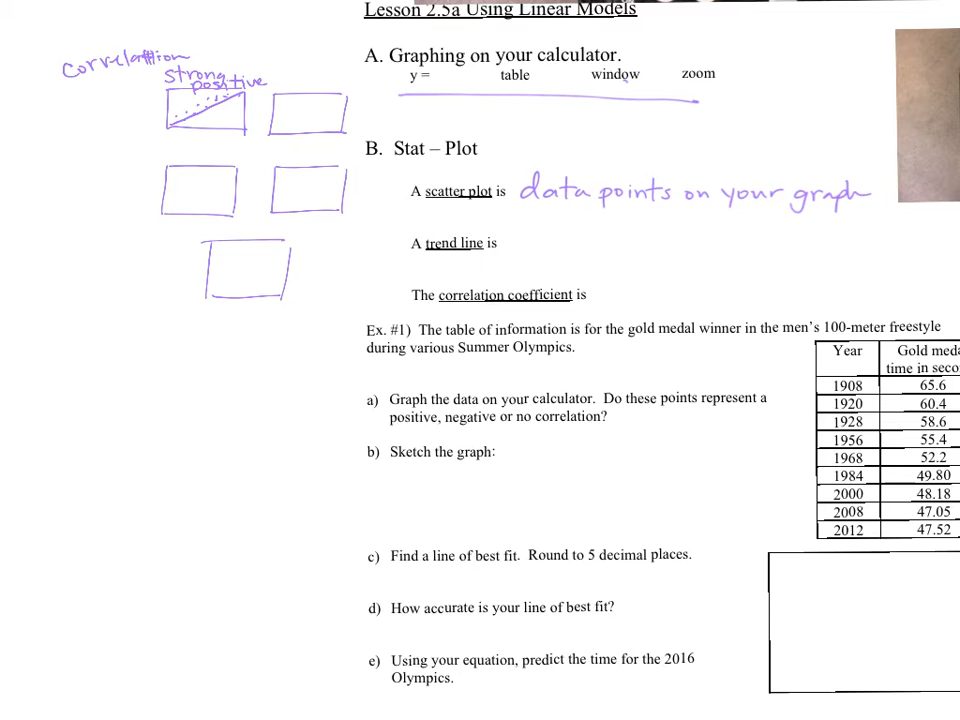 Lesson 2.5a Using Linear Models
A. Graphing on your calculator.
y = table window zoom
Correlation
Strong
positive
B. Stat – Plot
A scatter plot is data points on your graph
A trend line is
The correlation coefficient is
Ex. #1) The table of information is for the gold medal winner in the men's 100-meter freestyle
during various Summer Olympics.
Year Gold meda
time in seco
1908 65.6
1920 60.4
1928 58.6
1956 55.4
1968 52.2
1984 49.80
2000 48.18
2008 47.05
2012 47.52
a) Graph the data on your calculator. Do these points represent a
positive, negative or no correlation?
b) Sketch the graph:
c) Find a line of best fit. Round to 5 decimal places.
d) How accurate is your line of best fit?
e) Using your equation, predict the time for the 2016
Olympics.